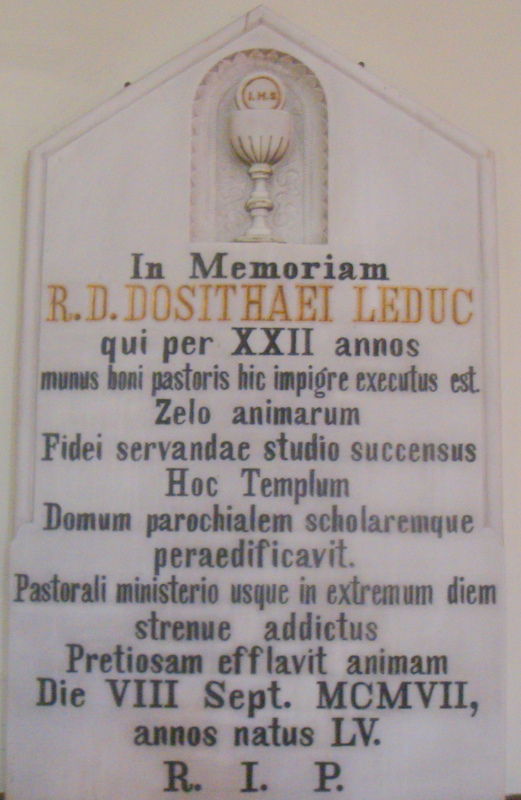 I.H.S
In Memoriam
R.D. DOSITHAEI LEDUC
qui per XXII annos
munus boni pastoris hic impigre executus est.
Zelo animarum
Fidei servandae studio succensus
Hoc Templum
Domum parochialem scholaremque
peraedificavit.
Pastorali ministerio usque in extremum diem
strenue addictus
Pretiosam efflavit animam
Die VIII Sept. MCMVII,
annos natus LV.
R. I. P.